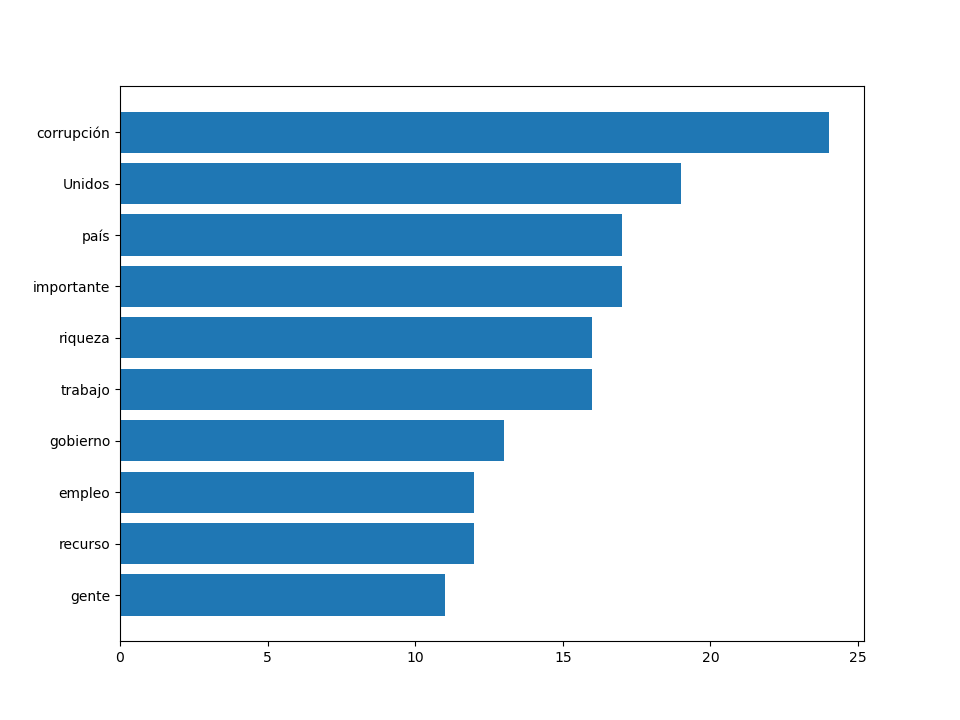 corrupción
Unidos
país
importante
riqueza
trabajo
gobierno
empleo
recurso
gente
0 5 10 15 20 25